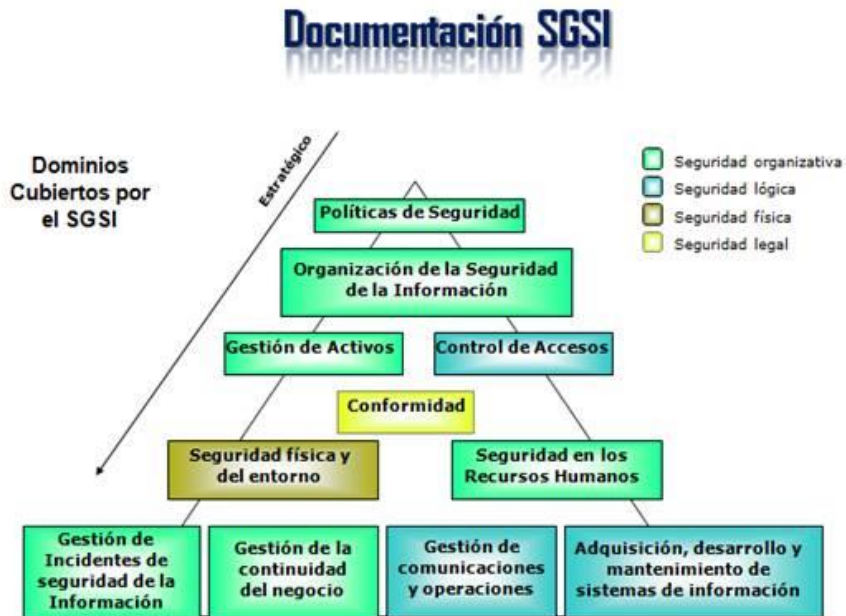 Documentación SGSI
Dominios
Cubiertos por
el SGSI
Estratégico
Seguridad organizativa
Seguridad lógica
Seguridad física
Seguridad legal
Políticas de Seguridad
Organización de la Seguridad
de la Información
Gestión de Activos
Control de Accesos
Conformidad
Seguridad física y
del entorno
Seguridad en los
Recursos Humanos
Gestión de
Incidentes de
seguridad de la
Información
Gestión de la
continuidad
del negocio
Gestión de
comunicaciones
y operaciones
Adquisición, desarrollo y
mantenimiento de
sistemas de información